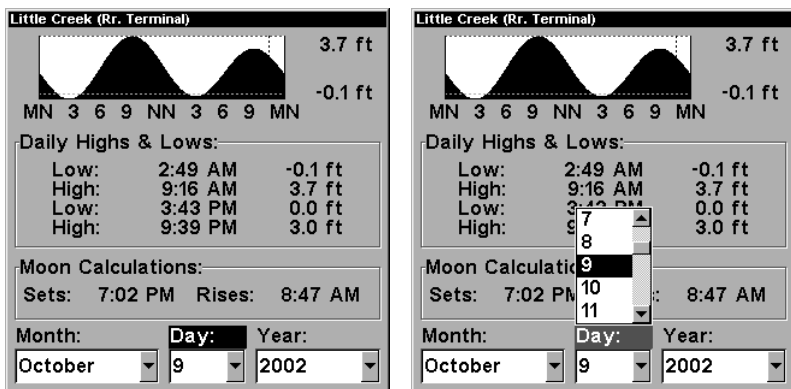 Little Creek (Rr. Terminal)
3.7 ft
-0.1 ft
MN 3 6 9 NN 3 6 9 MN
Daily Highs & Lows:
Low: 2:49 AM -0.1 ft
High: 9:16 AM 3.7 ft
Low: 3:43 PM 0.0 ft
High: 9:39 PM 3.0 ft
Moon Calculations:
Sets: 7:02 PM Rises: 8:47 AM
Month: Day: Year:
October 9 2002
Little Creek (Rr. Terminal)
3.7 ft
-0.1 ft
MN 3 6 9 NN 3 6 9 MN
Daily Highs & Lows:
Low: 2:49 AM -0.1 ft
High: 9:16 AM 3.7 ft
Low: 0.0 ft
High: 3.0 ft
7
8
9
10
11
Moon
Sets: 7:02 8:47 AM
Month: Day: Year:
October 9 2002